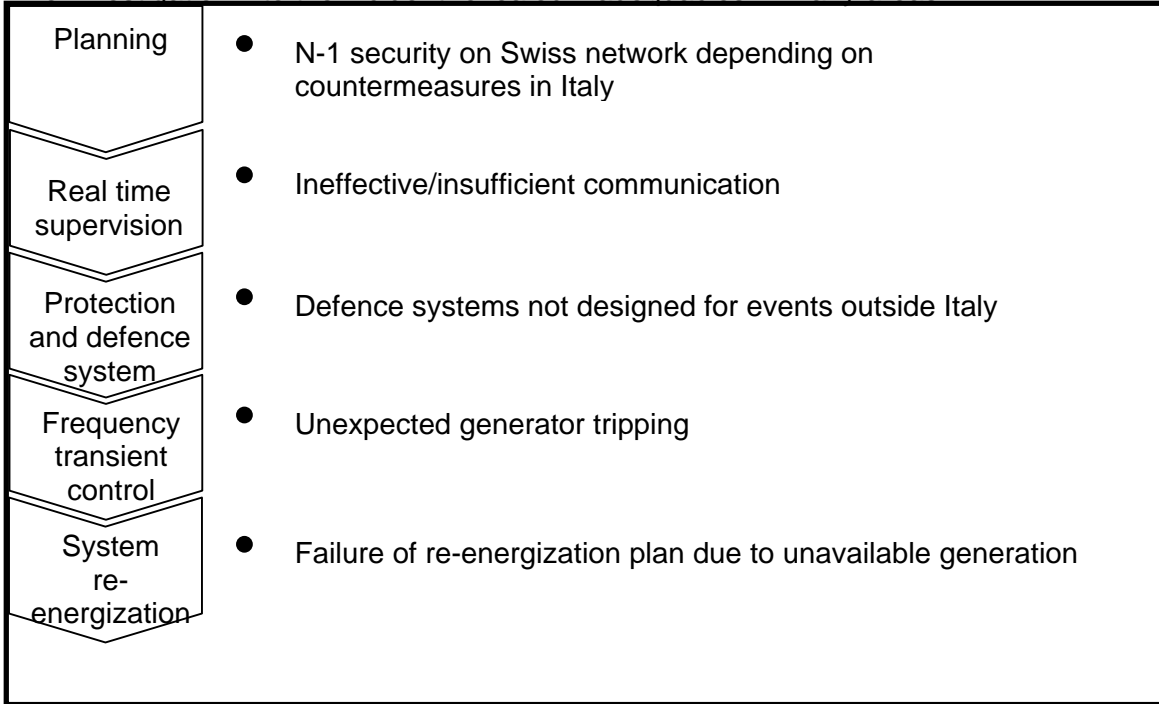 Planning
N-1 security on Swiss network depending on
countermeasures in Italy
Real time
supervision
Ineffective/insufficient communication
Protection
and defence
system
Defence systems not designed for events outside Italy
Frequency
transient
control
Unexpected generator tripping
System
re-
energization
Failure of re-energization plan due to unavailable generation